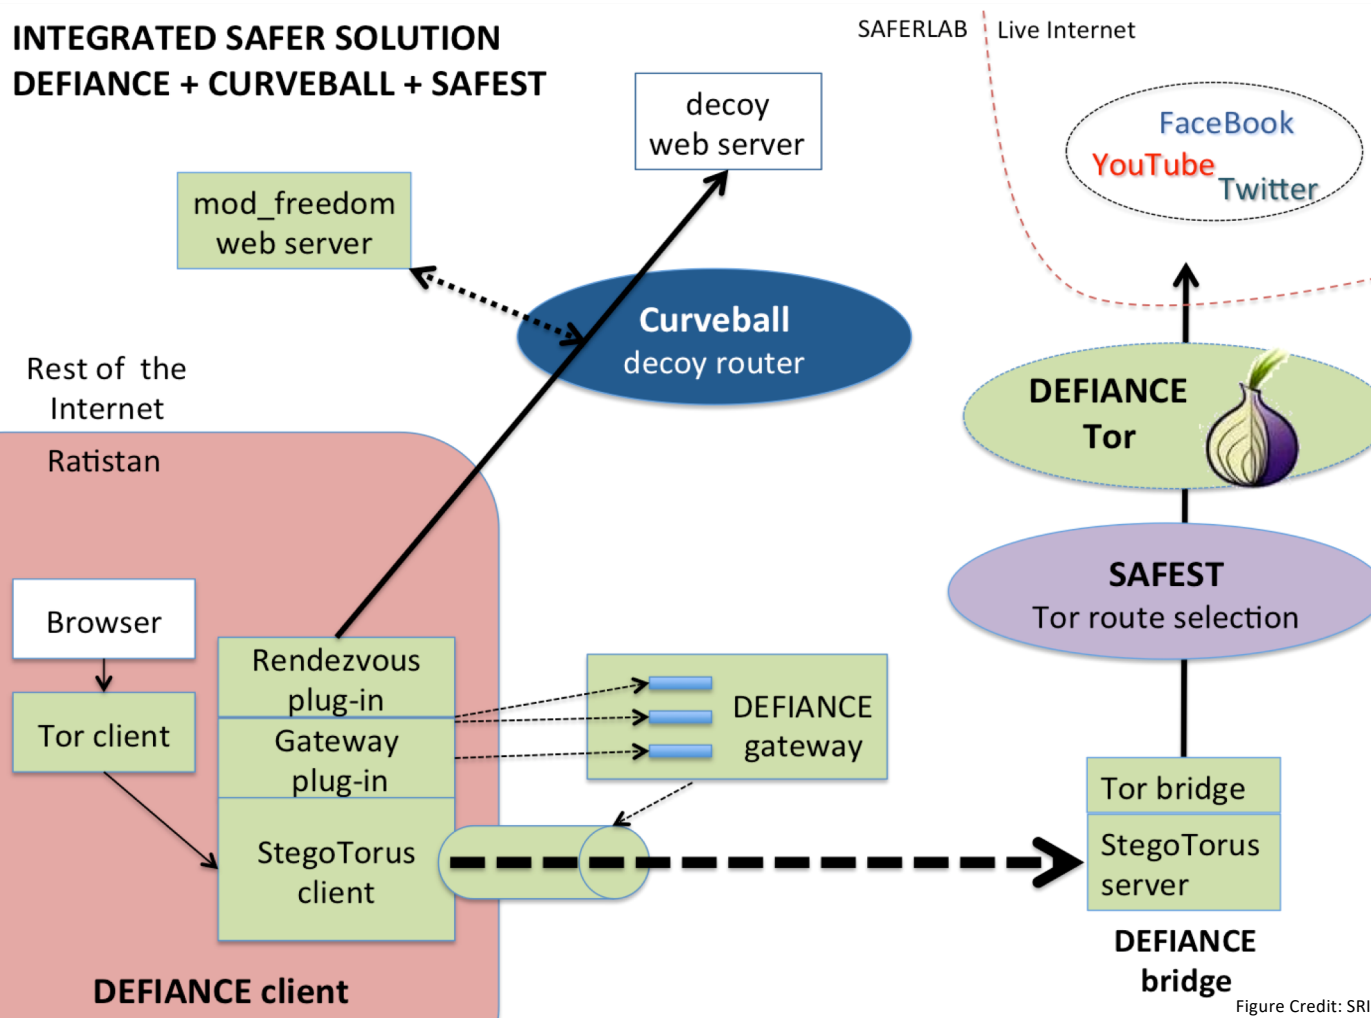 INTEGRATED SAFER SOLUTION
DEFIANCE + CURVEBALL + SAFEST
SAFERLAB
Live Internet
decoy
web server
FaceBook
YouTube
Twitter
mod_freedom
web server
Curveball
decoy router
Rest of the
Internet
Ratistan
DEFIANCE
Tor
SAFEST
Tor route selection
Browser
Tor client
Rendezvous
plug-in
Gateway
plug-in
StegoTorus
client
DEFIANCE
gateway
Tor bridge
StegoTorus
server
DEFIANCE
bridge
DEFIANCE client
Figure Credit: SRI